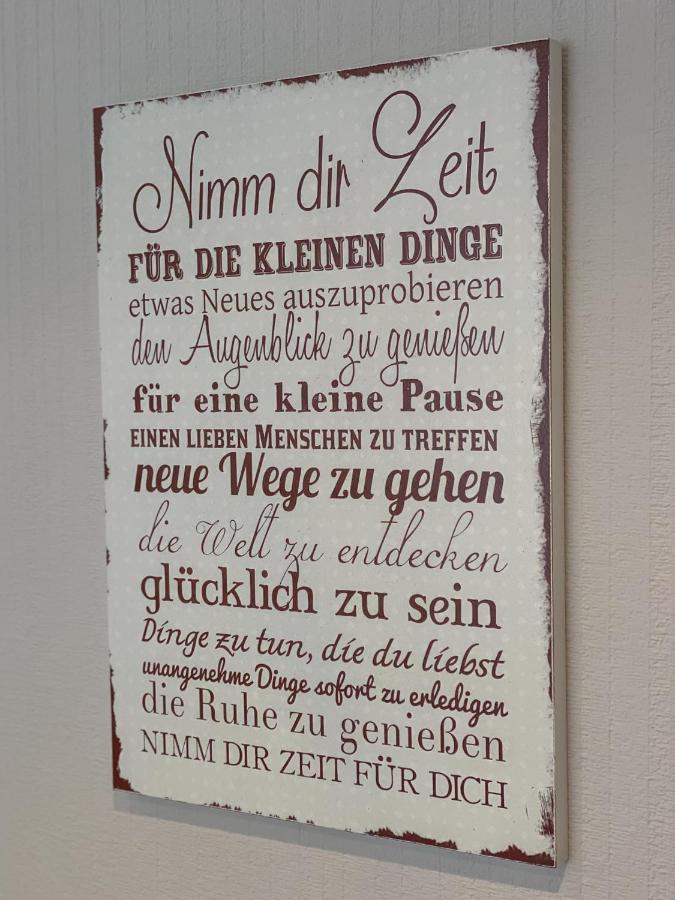 Nimm dir Zeit
FÜR DIE KLEINEN DINGE
etwas Neues auszuprobieren
den Augenblick zu genießen
für eine kleine Pause
EINEN LIEBEN MENSCHEN ZU TREFFEN
neue Wege zu gehen
die Welt zu entdecken
glücklich zu sein
Dinge zu tun, die du liebst
unangenehme Dinge sofort zu erledigen
die Ruhe zu genießen
NIMM DIR ZEIT FÜR DICH